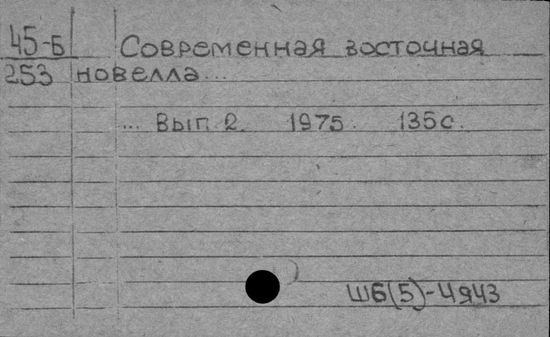 45-Б Современная восточная
253 новелла...
... Вып. 2. 1975. 135с.
Ш6(5)-4я43